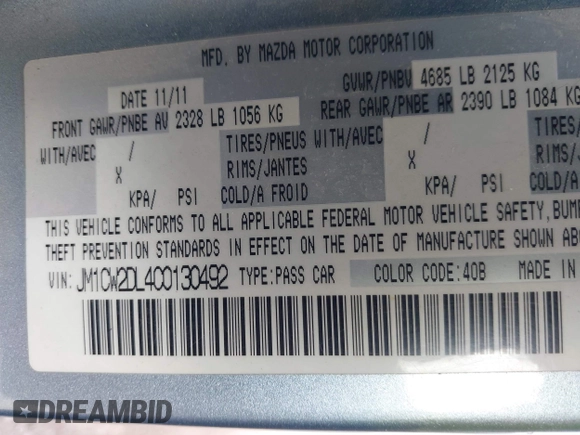 MFD. BY MAZDA MOTOR CORPORATION
DATE 11/11
GVWR/PNBV 4685 LB 2125 KG
FRONT GAWR/PNBE AV 2328 LB 1056 KG
REAR GAWR/PNBE AR 2390 LB 1084 KG
WITH/AVEC / TIRES/PNEUS WITH/AVEC / TIRES/
X RIMS/JANTES X RIMS/
KPA/ PSI COLD/A FROID KPA/ PSI COLD/
THIS VEHICLE CONFORMS TO ALL APPLICABLE FEDERAL MOTOR VEHICLE SAFETY, BUM
THEFT PREVENTION STANDARDS IN EFFECT ON THE DATE OF MANUFACTURE SHOWN ABO
VIN: JM1CW2DL4C0130492 TYPE: PASS CAR COLOR CODE: 40B MADE IN
DREAMBID